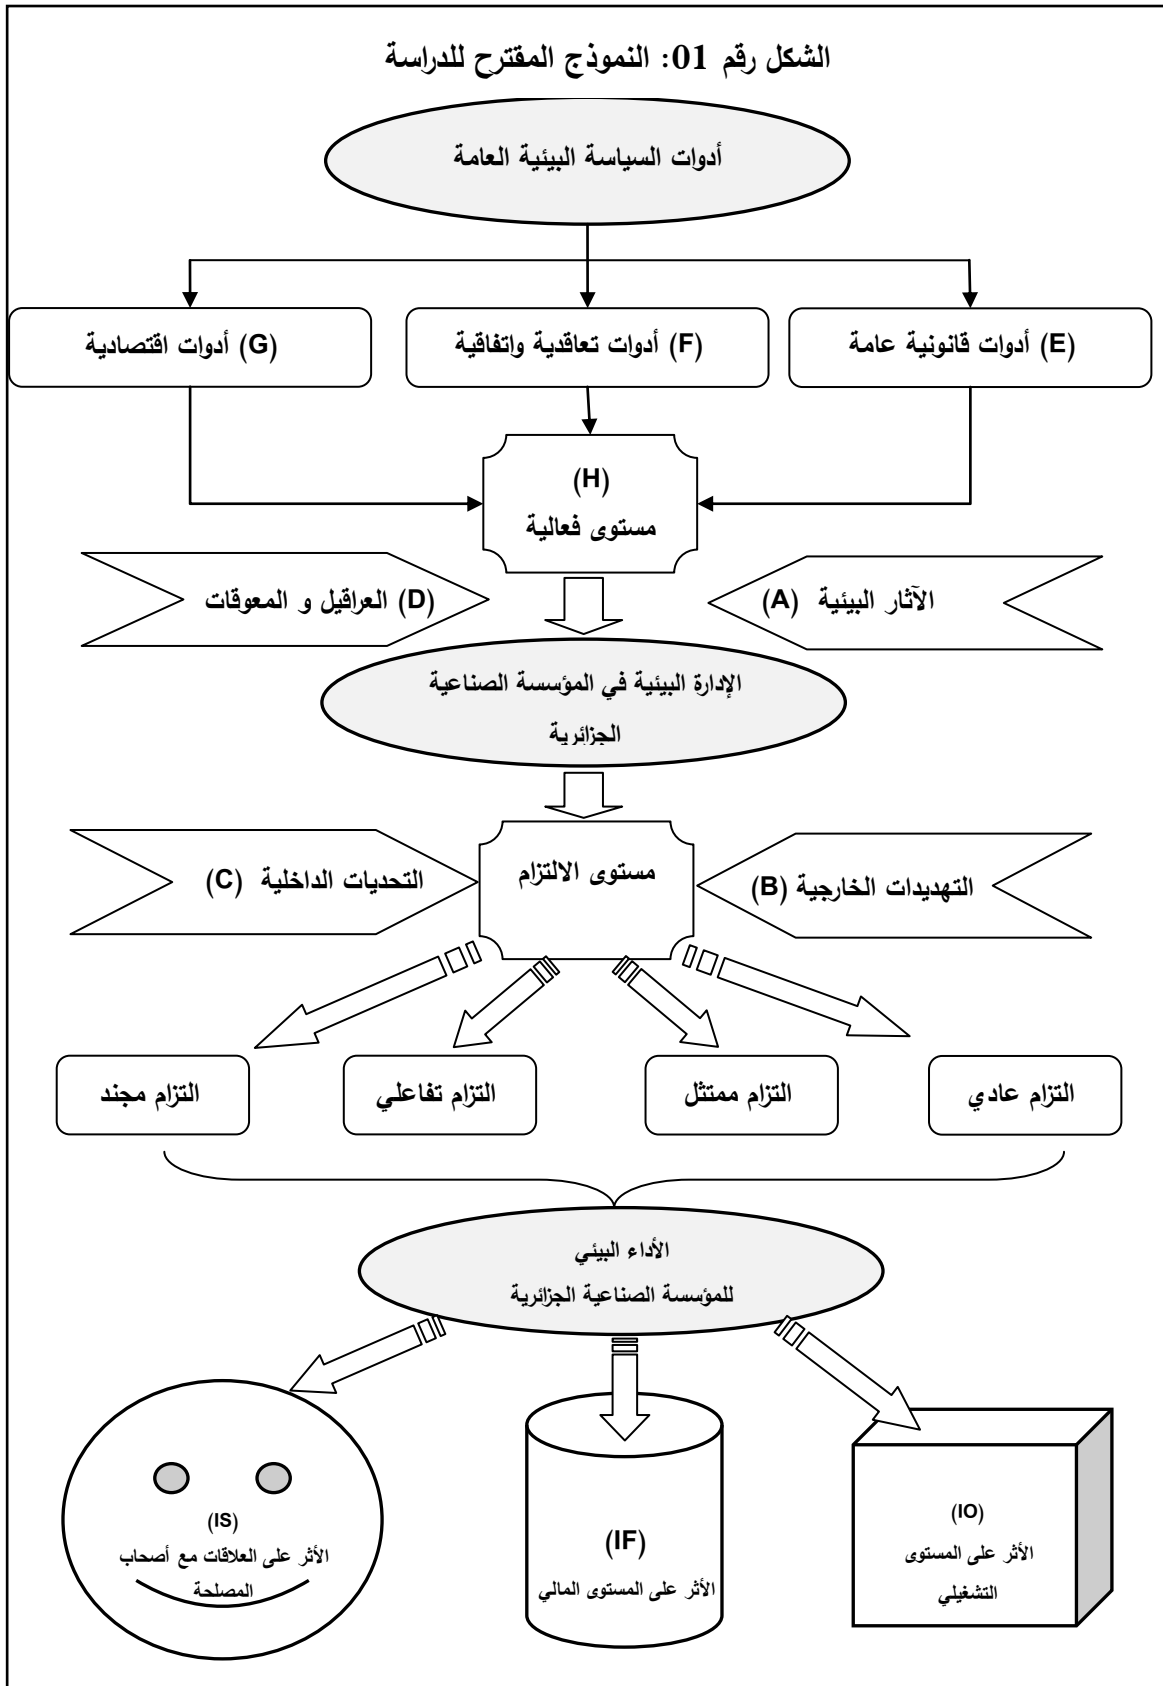 الشكل رقم 01: النموذج المقترح للدراسة
أدوات السياسة البيئية العامة
(E) أدوات قانونية عامة
(F) أدوات تعاقدية واتفاقية
(G) أدوات اقتصادية
(H)
مستوى فعالية
الآثار البيئية (A)
(D) العراقيل و المعوقات
الإدارة البيئية في المؤسسة الصناعية
الجزائرية
مستوى الالتزام
التهديدات الخارجية (B)
التحديات الداخلية (C)
التزام عادي
التزام ممتثل
التزام تفاعلي
التزام مجند
الأداء البيئي
للمؤسسة الصناعية الجزائرية
(IO)
الأثر على المستوى
التشغيلي
(IF)
الأثر على المستوى المالي
(IS)
الأثر على العلاقات مع أصحاب
المصلحة